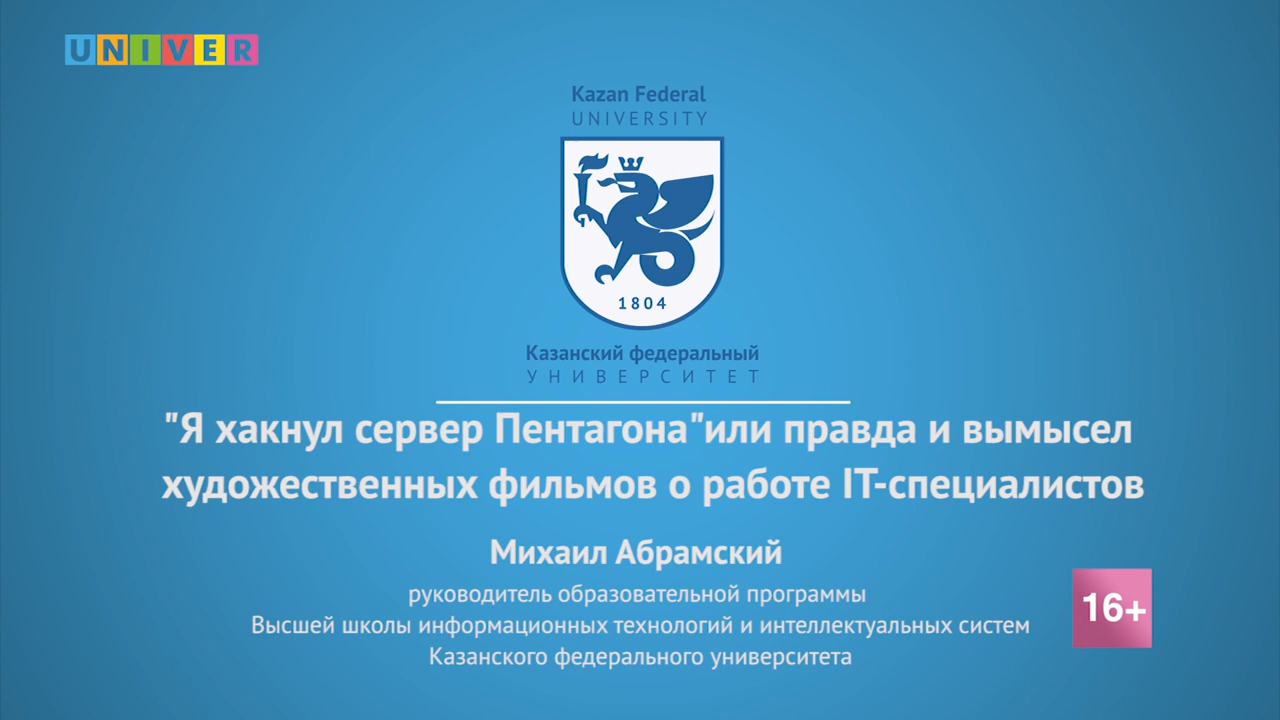 UNIVER
Kazan Federal
UNIVERSITY
1804
Казанский федеральный
УНИВЕРСИТЕТ
"Я хакнул сервер Пентагона"или правда и вымысел
художественных фильмов о работе IT-специалистов
Михаил Абрамский
руководитель образовательной программы
Высшей школы информационных технологий и интеллектуальных систем
Казанского федерального университета
16+